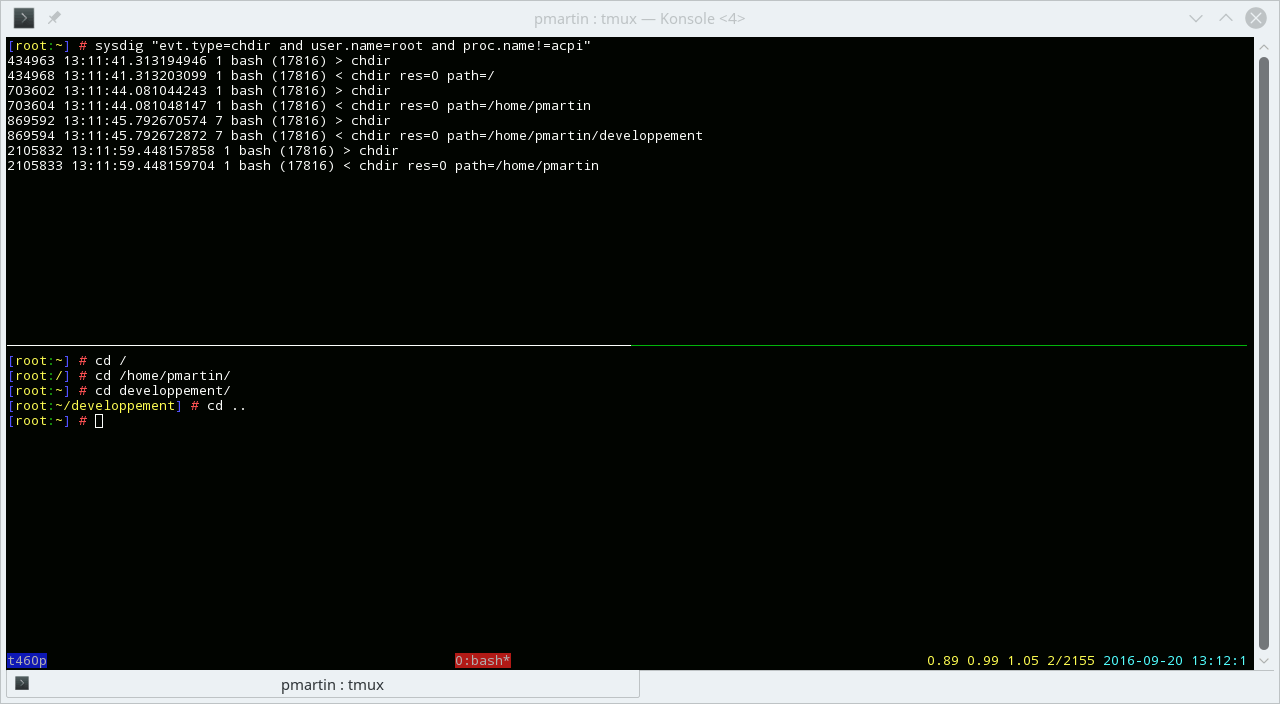 pmartin : tmux — Konsole <4>
[root:~] # sysdig "evt.type=chdir and user.name=root and proc.name!=acpi"
434963 13:11:41.313194946 1 bash (17816) > chdir
434968 13:11:41.313203099 1 bash (17816) < chdir res=0 path=/
703602 13:11:44.081044243 1 bash (17816) > chdir
703604 13:11:44.081048147 1 bash (17816) < chdir res=0 path=/home/pmartin
869592 13:11:45.792670574 7 bash (17816) > chdir
869594 13:11:45.792672872 7 bash (17816) < chdir res=0 path=/home/pmartin/developpement
2105832 13:11:59.448157858 1 bash (17816) > chdir
2105833 13:11:59.448159704 1 bash (17816) < chdir res=0 path=/home/pmartin
[root:~] # cd /
[root:/] # cd /home/pmartin/
[root:~] # cd developpement/
[root:~/developpement] # cd ..
[root:~] #
t460p 0:bash* 0.89 0.99 1.05 2/2155 2016-09-20 13:12:1
pmartin : tmux